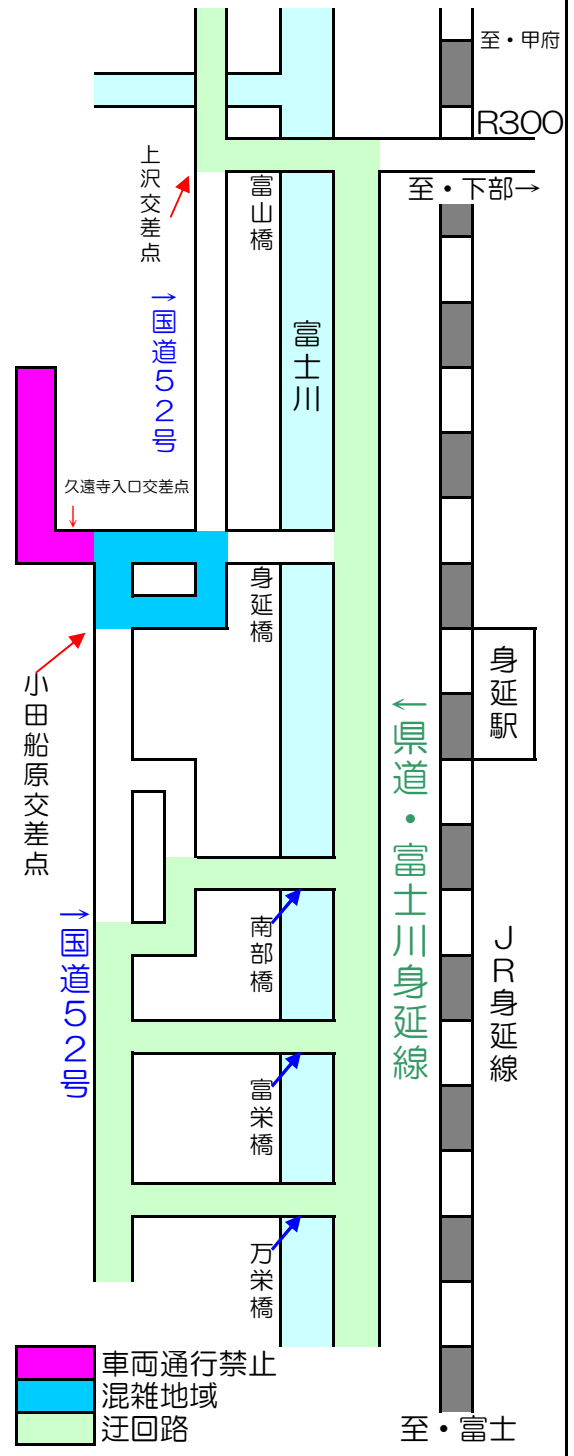 至・甲府
R300
至・下部→
上沢交差点
富山橋
←国道52号
富士川
久遠寺入口交差点
身延橋
小田船原交差点
身延駅
←県道・富士川身延線
南部橋
←国道52号
JR身延線
富栄橋
万栄橋
車両通行禁止
混雑地域
迂回路
至・富士